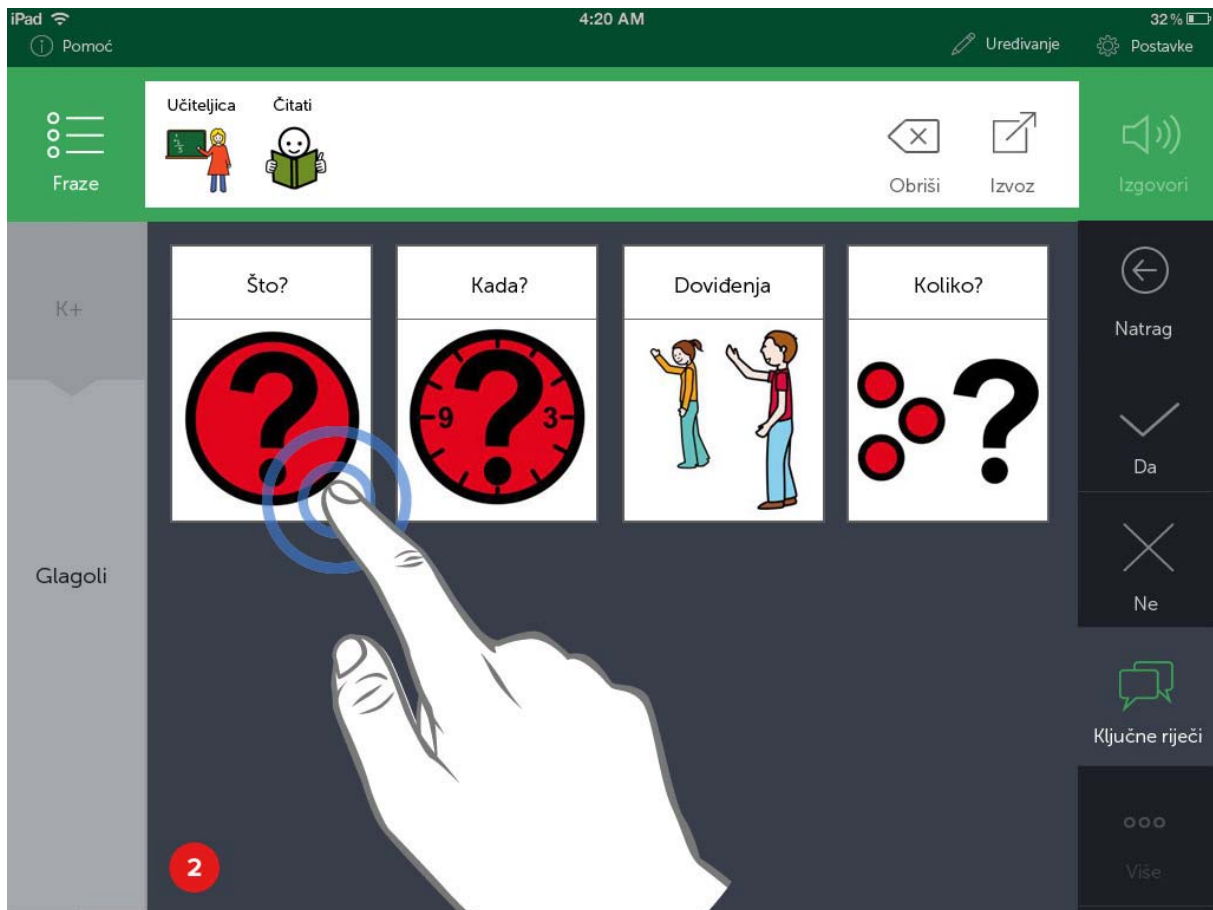 iPad 4:20 AM 32 %
Pomoć Uređivanje Postavke
Učiteljica Čitati
Fraze Obriši Izvoz Izgovori
K+
Što? Kada? Doviđenja Koliko?
9 3
Natrag
Da
Glagoli
Ne
Ključne riječi
2
Više